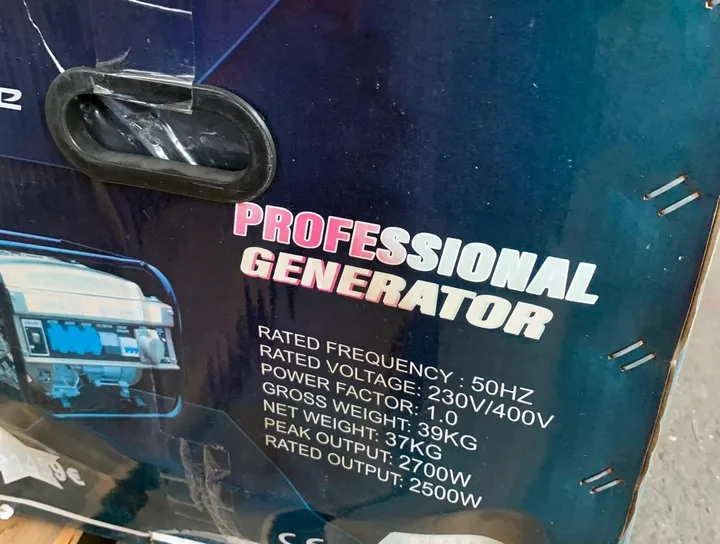 PROFESSIONAL
GENERATOR
RATED FREQUENCY : 50HZ
RATED VOLTAGE: 230V/400V
POWER FACTOR: 1.0
GROSS WEIGHT: 39KG
NET WEIGHT: 37KG
PEAK OUTPUT: 2700W
RATED OUTPUT: 2500W